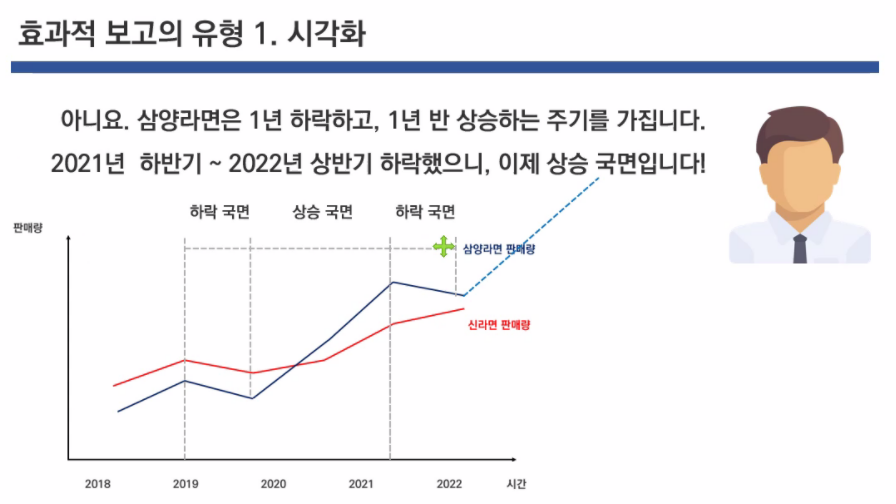 효과적 보고의 유형 1. 시각화
아니요. 삼양라면은 1년 하락하고, 1년 반 상승하는 주기를 가집니다.
2021년 하반기 ~ 2022년 상반기 하락했으니, 이제 상승 국면입니다!
하락 국면 상승 국면 하락 국면
판매량
삼양라면 판매량
신라면 판매량
2018 2019 2020 2021 2022 시간